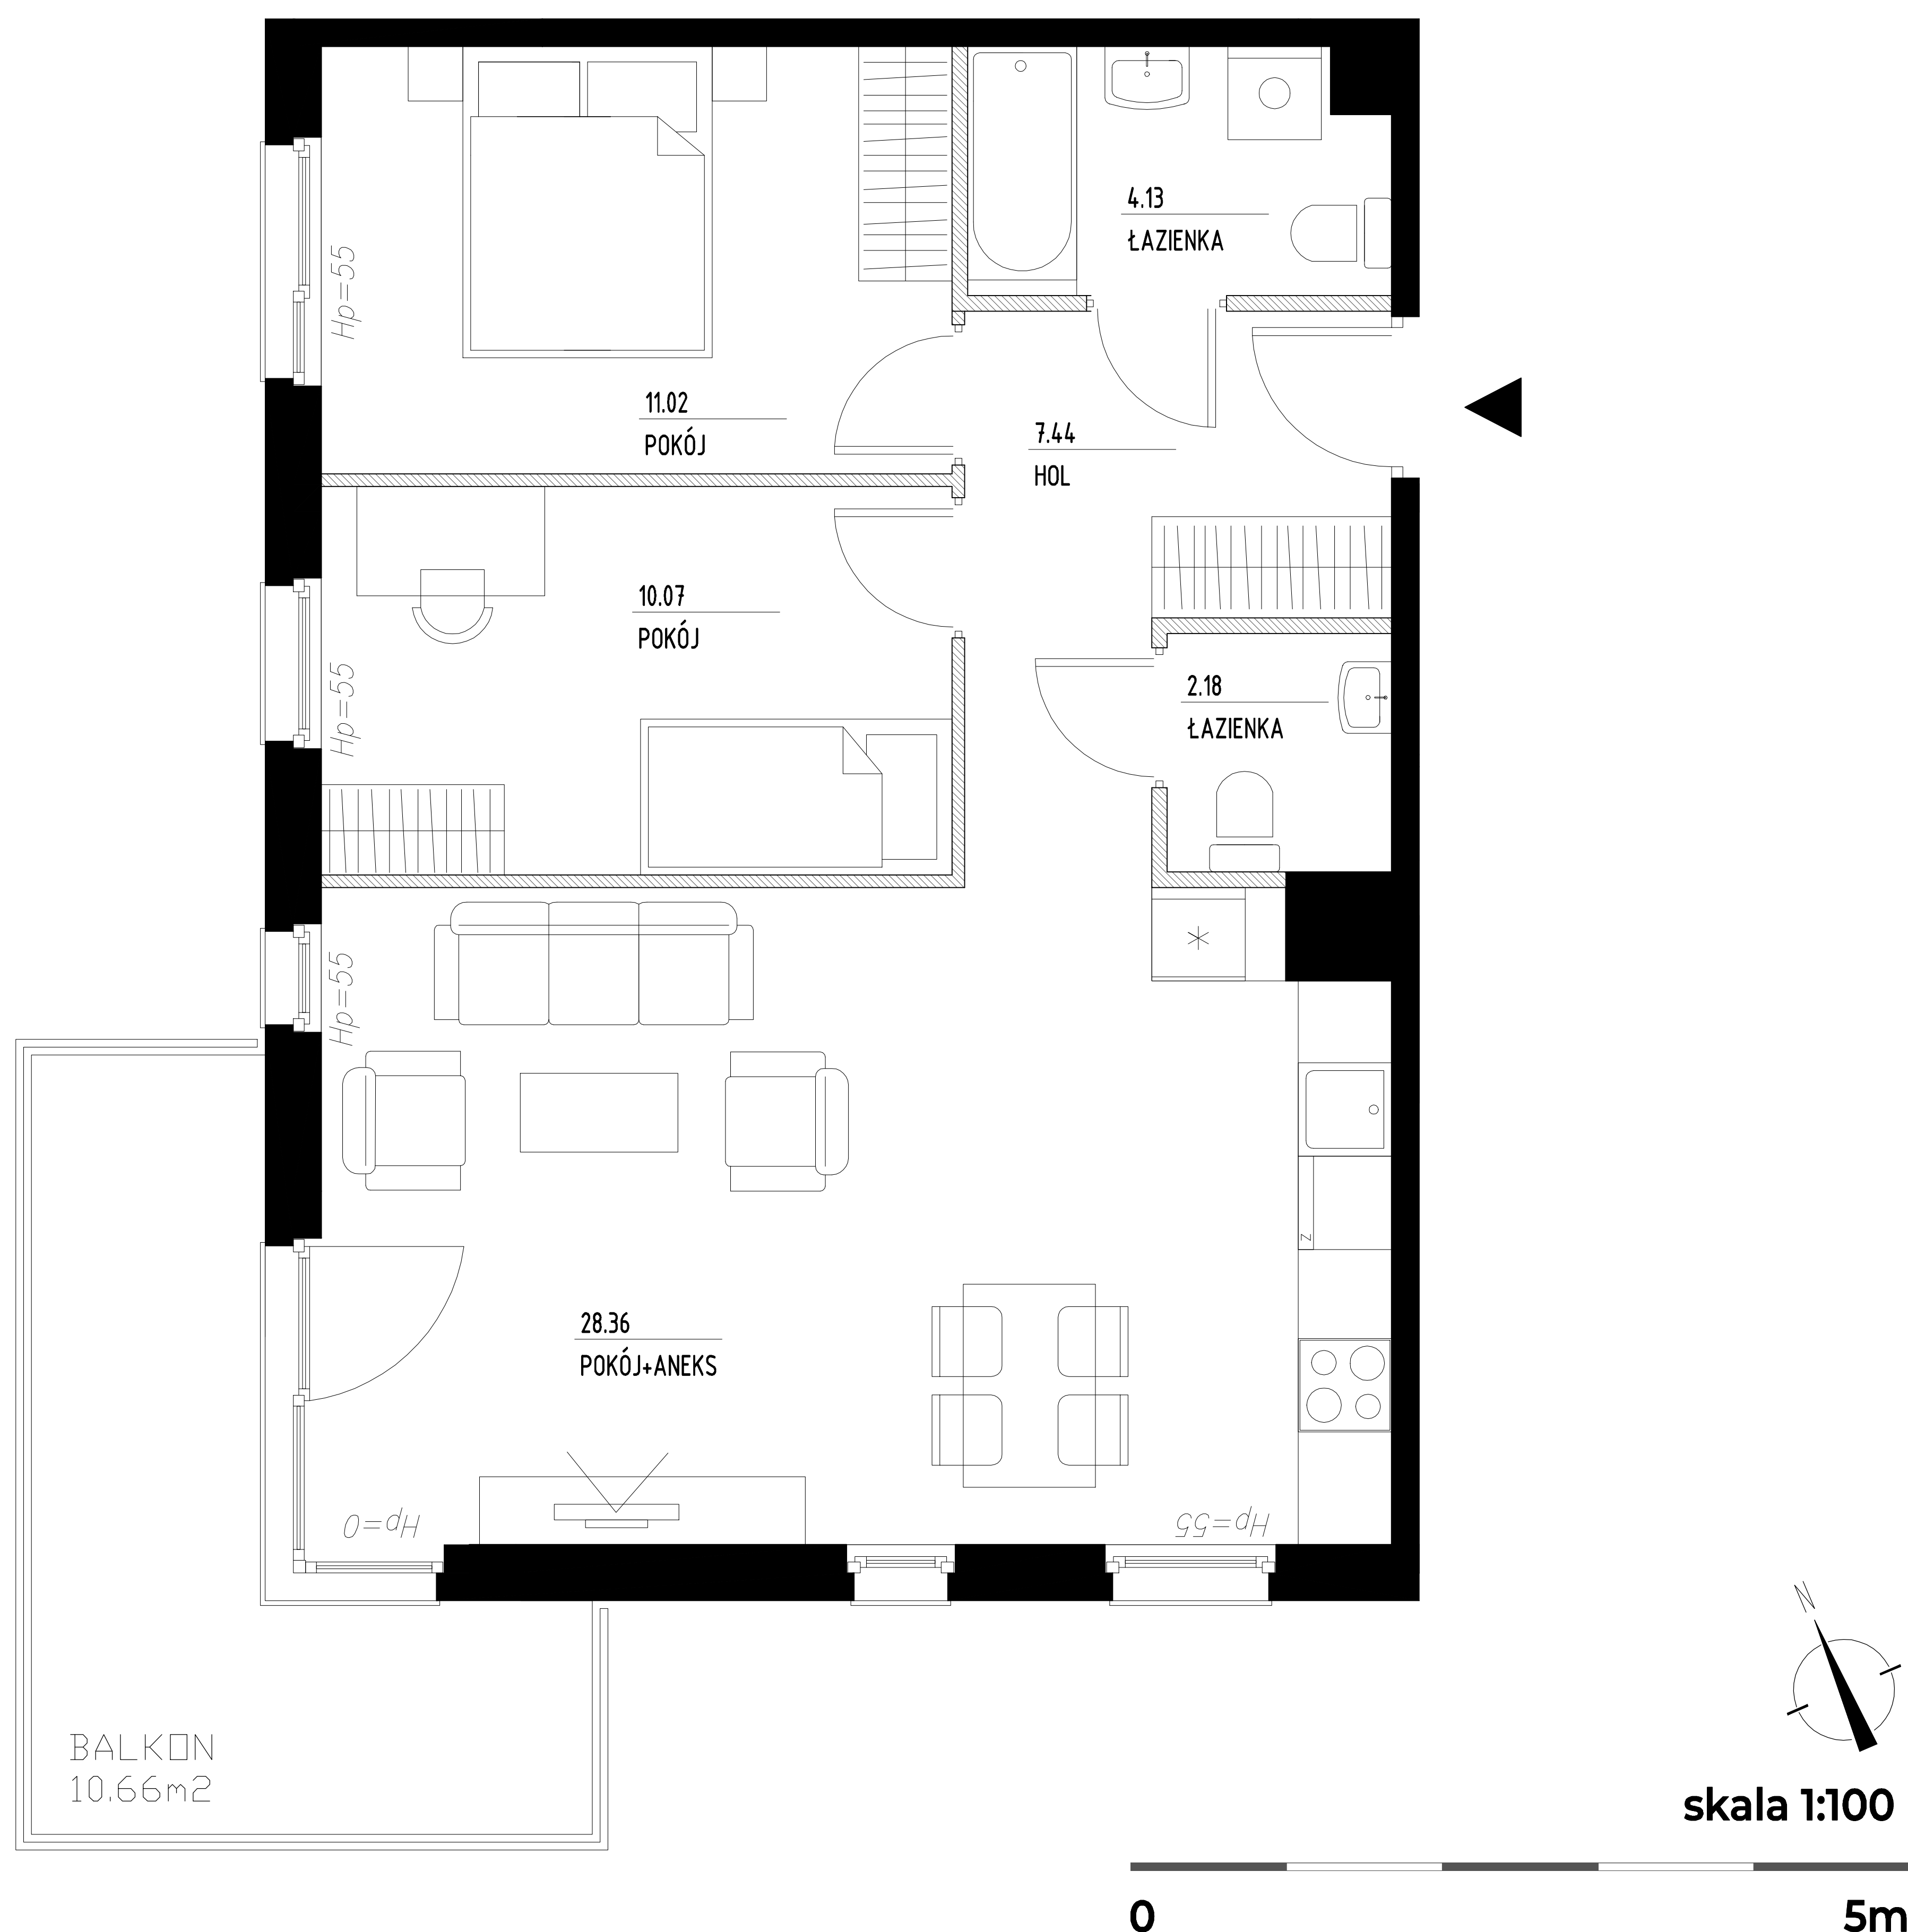 4.13
ŁAZIENKA
Hp=55
11.02
POKÓJ
7.44
HOL
10.07
POKÓJ
Hp=55
2.18
ŁAZIENKA
Hp=55
Z
28.36
POKÓJ+ANEKS
Hp=0
Hp=55
N
BALKON
10.66m2
skala 1:100
0 5m